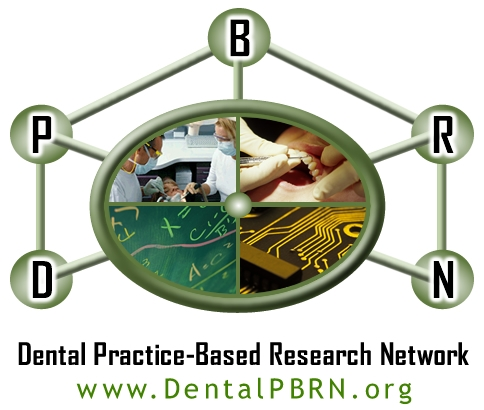 B
P
R
D
N
Dental Practice-Based Research Network
www.DentalPBRN.org